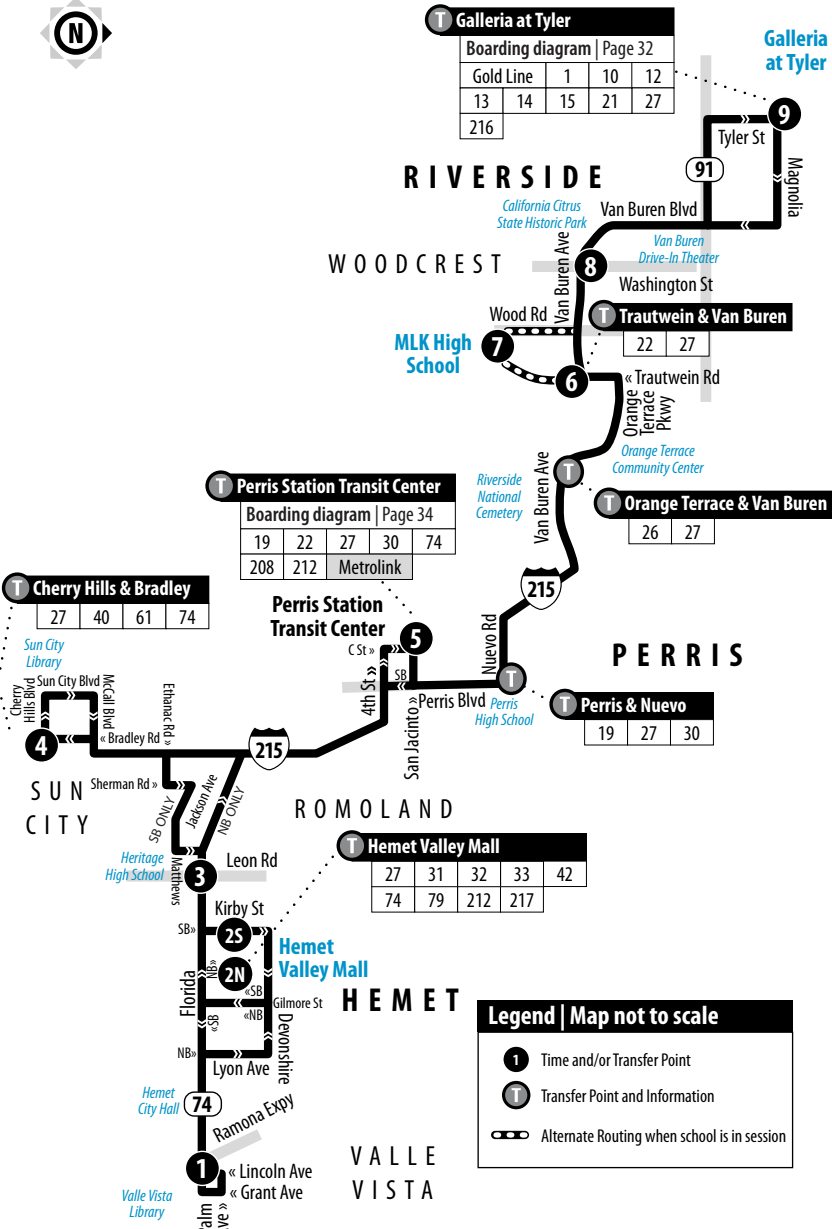 N
T Galleria at Tyler
Boarding diagram | Page 32
Gold Line 1 10 12
13 14 15 21 27
216
Galleria
at Tyler
9
Tyler St
91
Magnolia
RIVERSIDE
California Citrus
State Historic Park
Van Buren Blvd
Van Buren
Drive-In Theater
WOODCREST
Van Buren Ave
8
Washington St
Wood Rd
T Trautwein & Van Buren
22 27
MLK High
School
7
6
« Trautwein Rd
Orange
Terrace
Pkwy
Orange Terrace
Community Center
T
Riverside
National
Cemetery
Van Buren Ave
T Orange Terrace & Van Buren
26 27
T Perris Station Transit Center
Boarding diagram | Page 34
19 22 27 30 74
208 212 Metrolink
215
T Cherry Hills & Bradley
27 40 61 74
Perris Station
Transit Center
5
C St »
SB
4th St »
San Jacinto »
Perris Blvd
Nuevo Rd
T
Perris
High School
PERRIS
T Perris & Nuevo
19 27 30
Sun City
Library
Cherry
Hills Blvd
Sun City Blvd
McCall Blvd
Ethanac Rd »
4
« Bradley Rd
215
SUN
CITY
Sherman Rd »
SB ONLY
Jackson Ave
NB ONLY
ROMOLAND
Heritage
High School
Matthews
3
Leon Rd
T Hemet Valley Mall
27 31 32 33 42
74 79 212 217
Kirby St
SB»
2S
Hemet
Valley Mall
NB»
2N
Florida
«SB
«NB
Gilmore St
«SB
Devonshire
HEMET
NB»
Lyon Ave
Hemet
City Hall
74
Ramona Expy
1
« Lincoln Ave
« Grant Ave
Valle Vista
Library
Palm
Ave »
VALLE
VISTA
Legend | Map not to scale
1 Time and/or Transfer Point
T Transfer Point and Information
Alternate Routing when school is in session